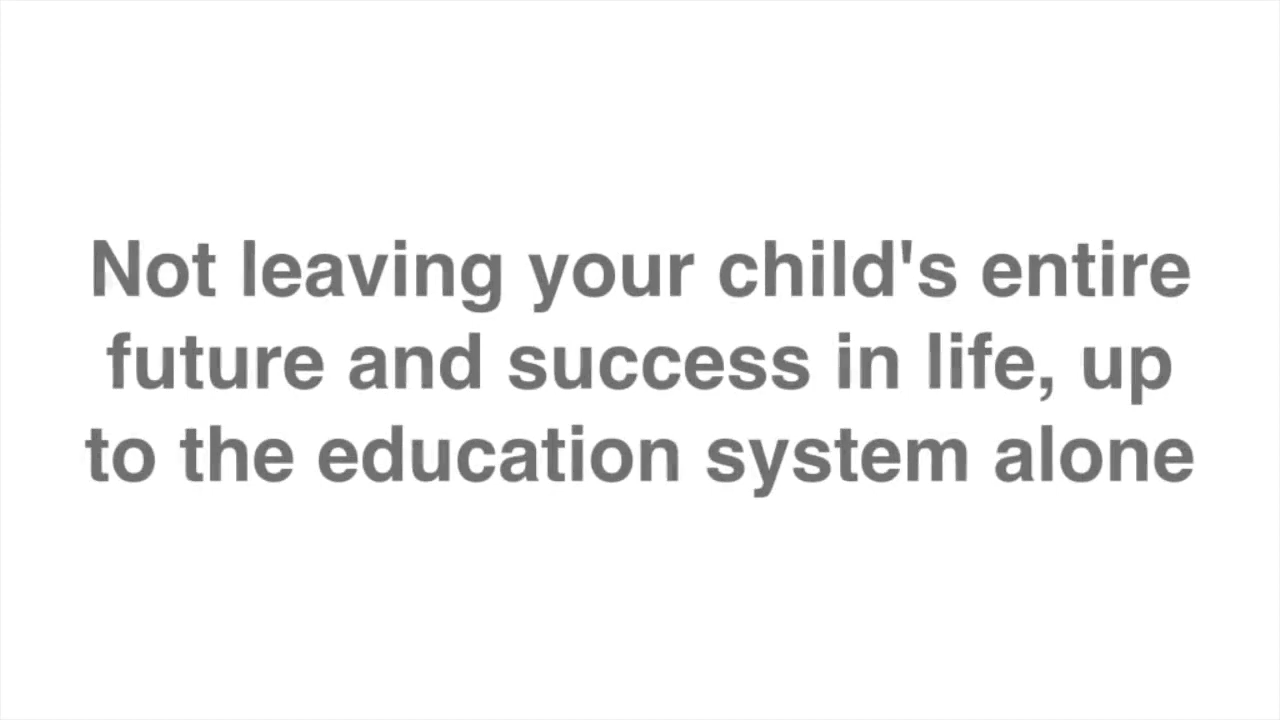 Not leaving your child's entire
future and success in life, up
to the education system alone